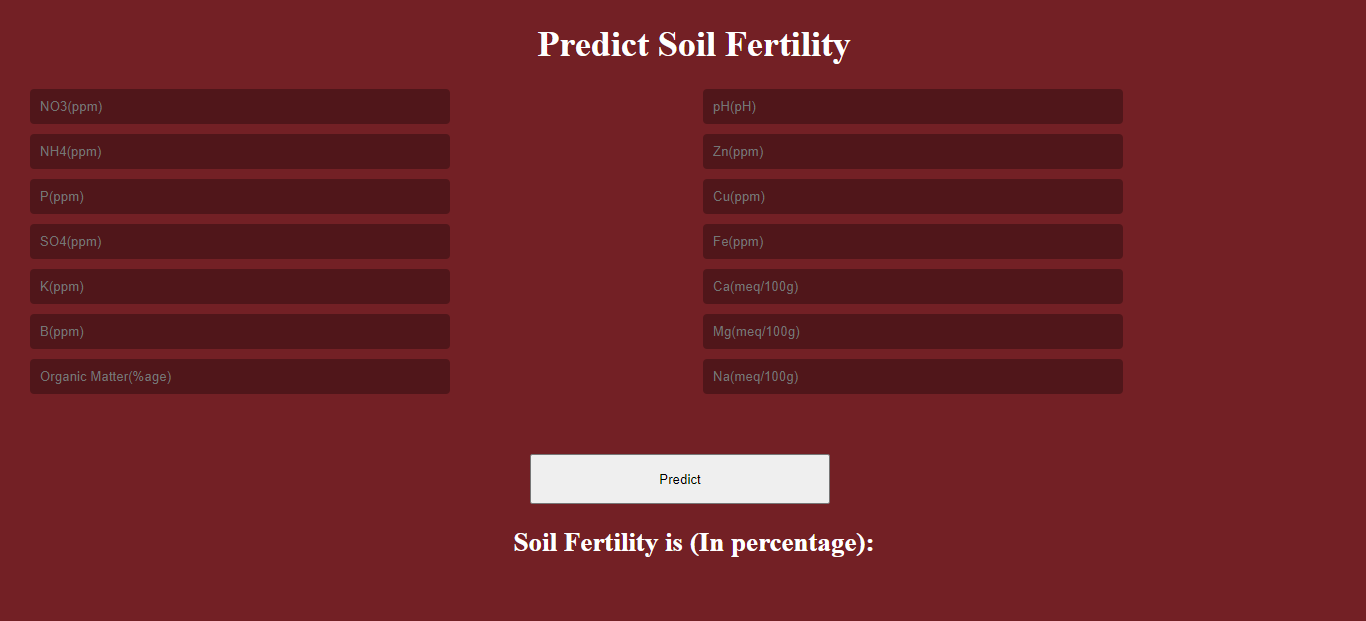 Predict Soil Fertility
NO3(ppm)
NH4(ppm)
P(ppm)
SO4(ppm)
K(ppm)
B(ppm)
Organic Matter(%age)
pH(pH)
Zn(ppm)
Cu(ppm)
Fe(ppm)
Ca(meq/100g)
Mg(meq/100g)
Na(meq/100g)
Predict
Soil Fertility is (In percentage):